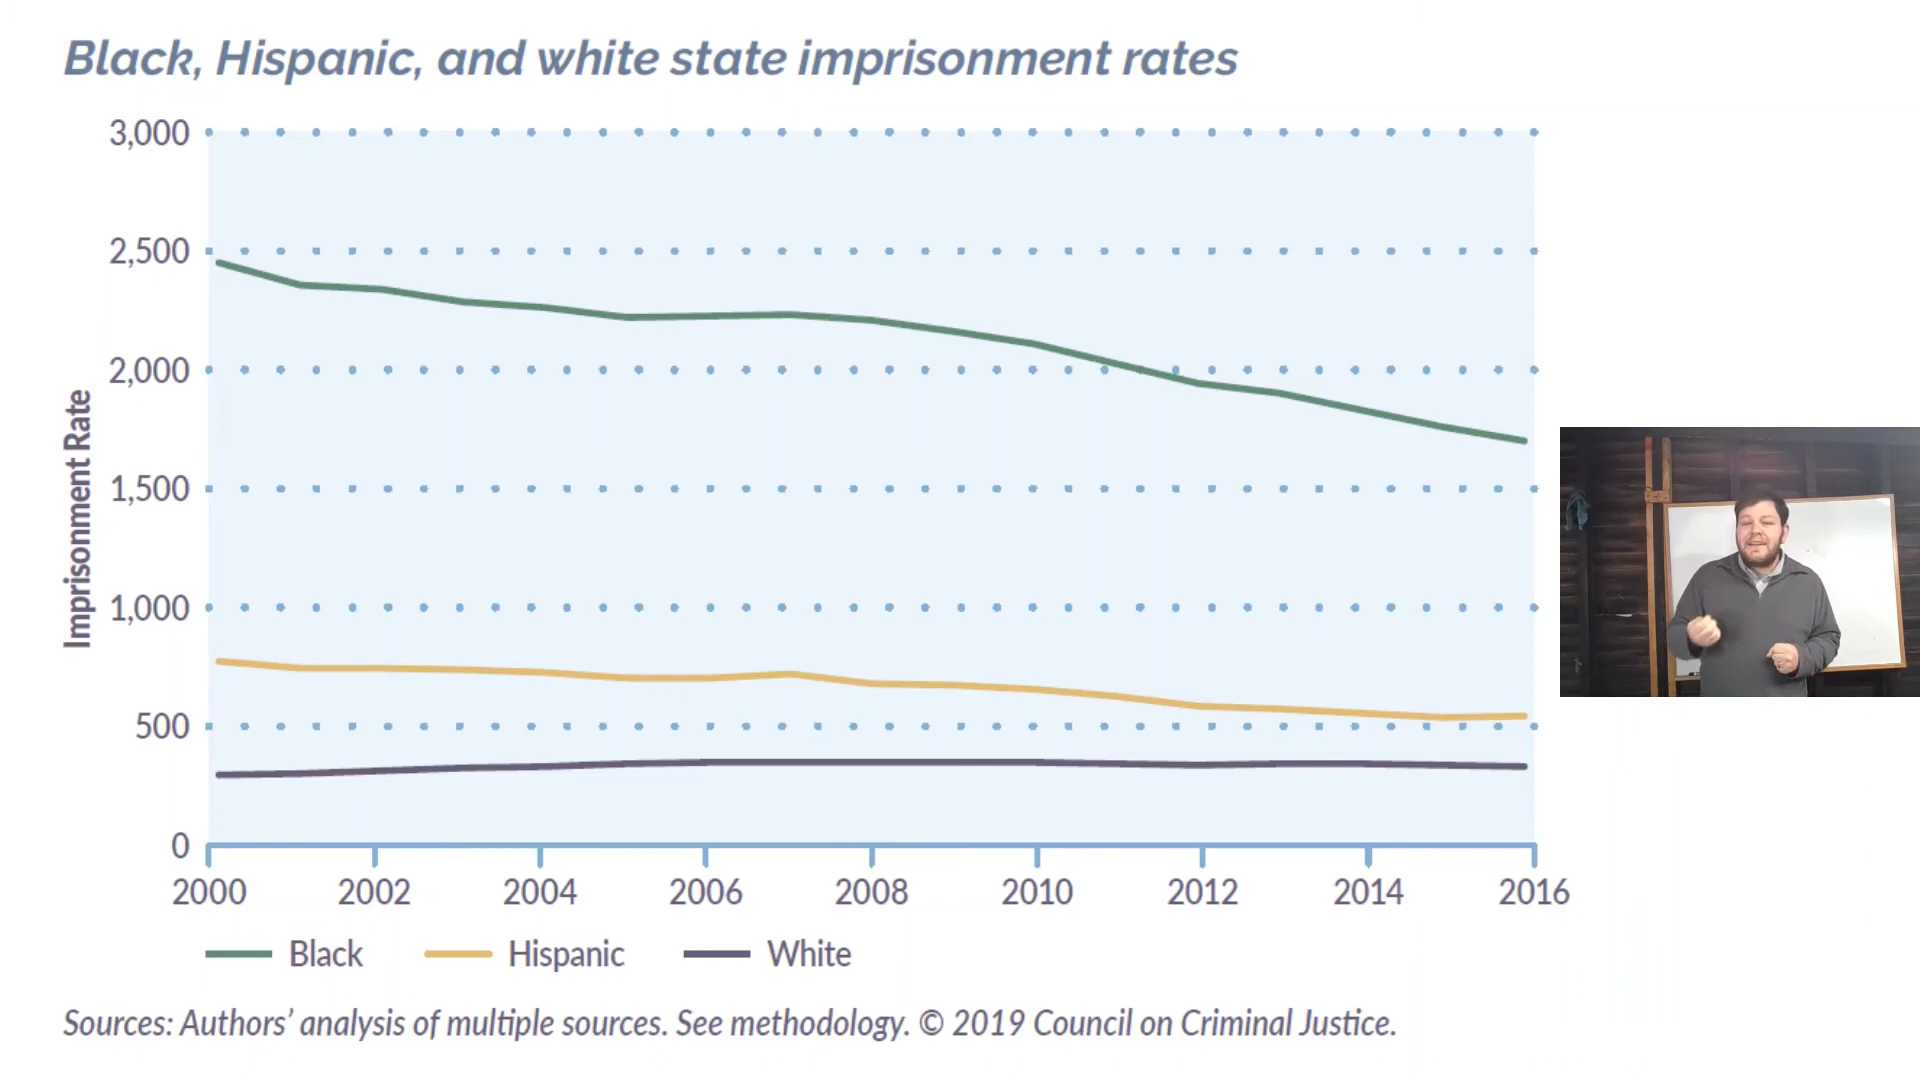 Black, Hispanic, and white state imprisonment rates
3,000
2,500
2,000
1,500
1,000
500
0
Imprisonment Rate
2000 2002 2004 2006 2008 2010 2012 2014 2016
Black Hispanic White
Sources: Authors’ analysis of multiple sources. See methodology. © 2019 Council on Criminal Justice.